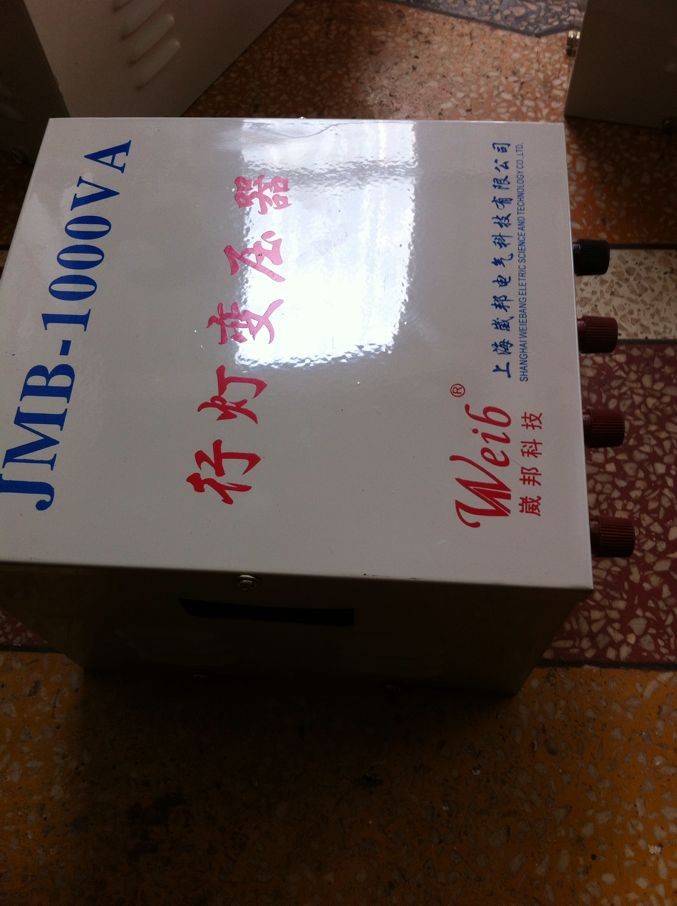 JMB-1000VA
行灯变压器
Weib®
崴邦科技
上海崴邦电气科技有限公司
SHANGHAI WEIEBANG ELETRIC SCIENCE AND TECHNOLOGY CO.,LTD.